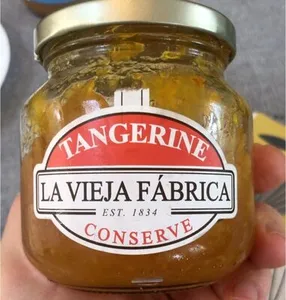 TANGERINE
LA VIEJA FÁBRICA
EST. 1834
CONSERVE